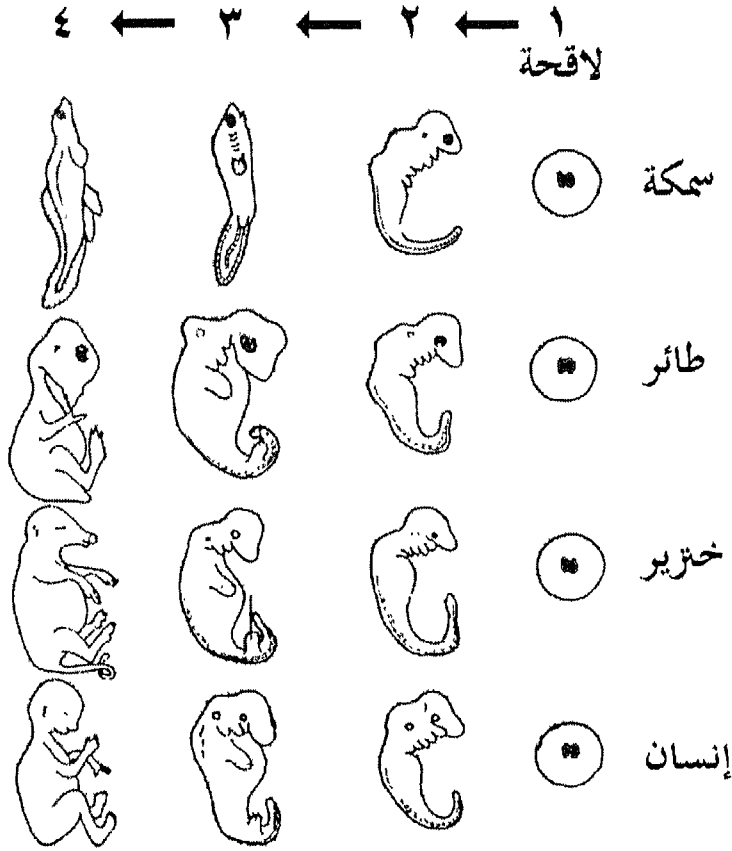 ١ ← ٢ ← ٣ ← ٤
لاقحة
سمكة
طائر
خنزير
إنسان